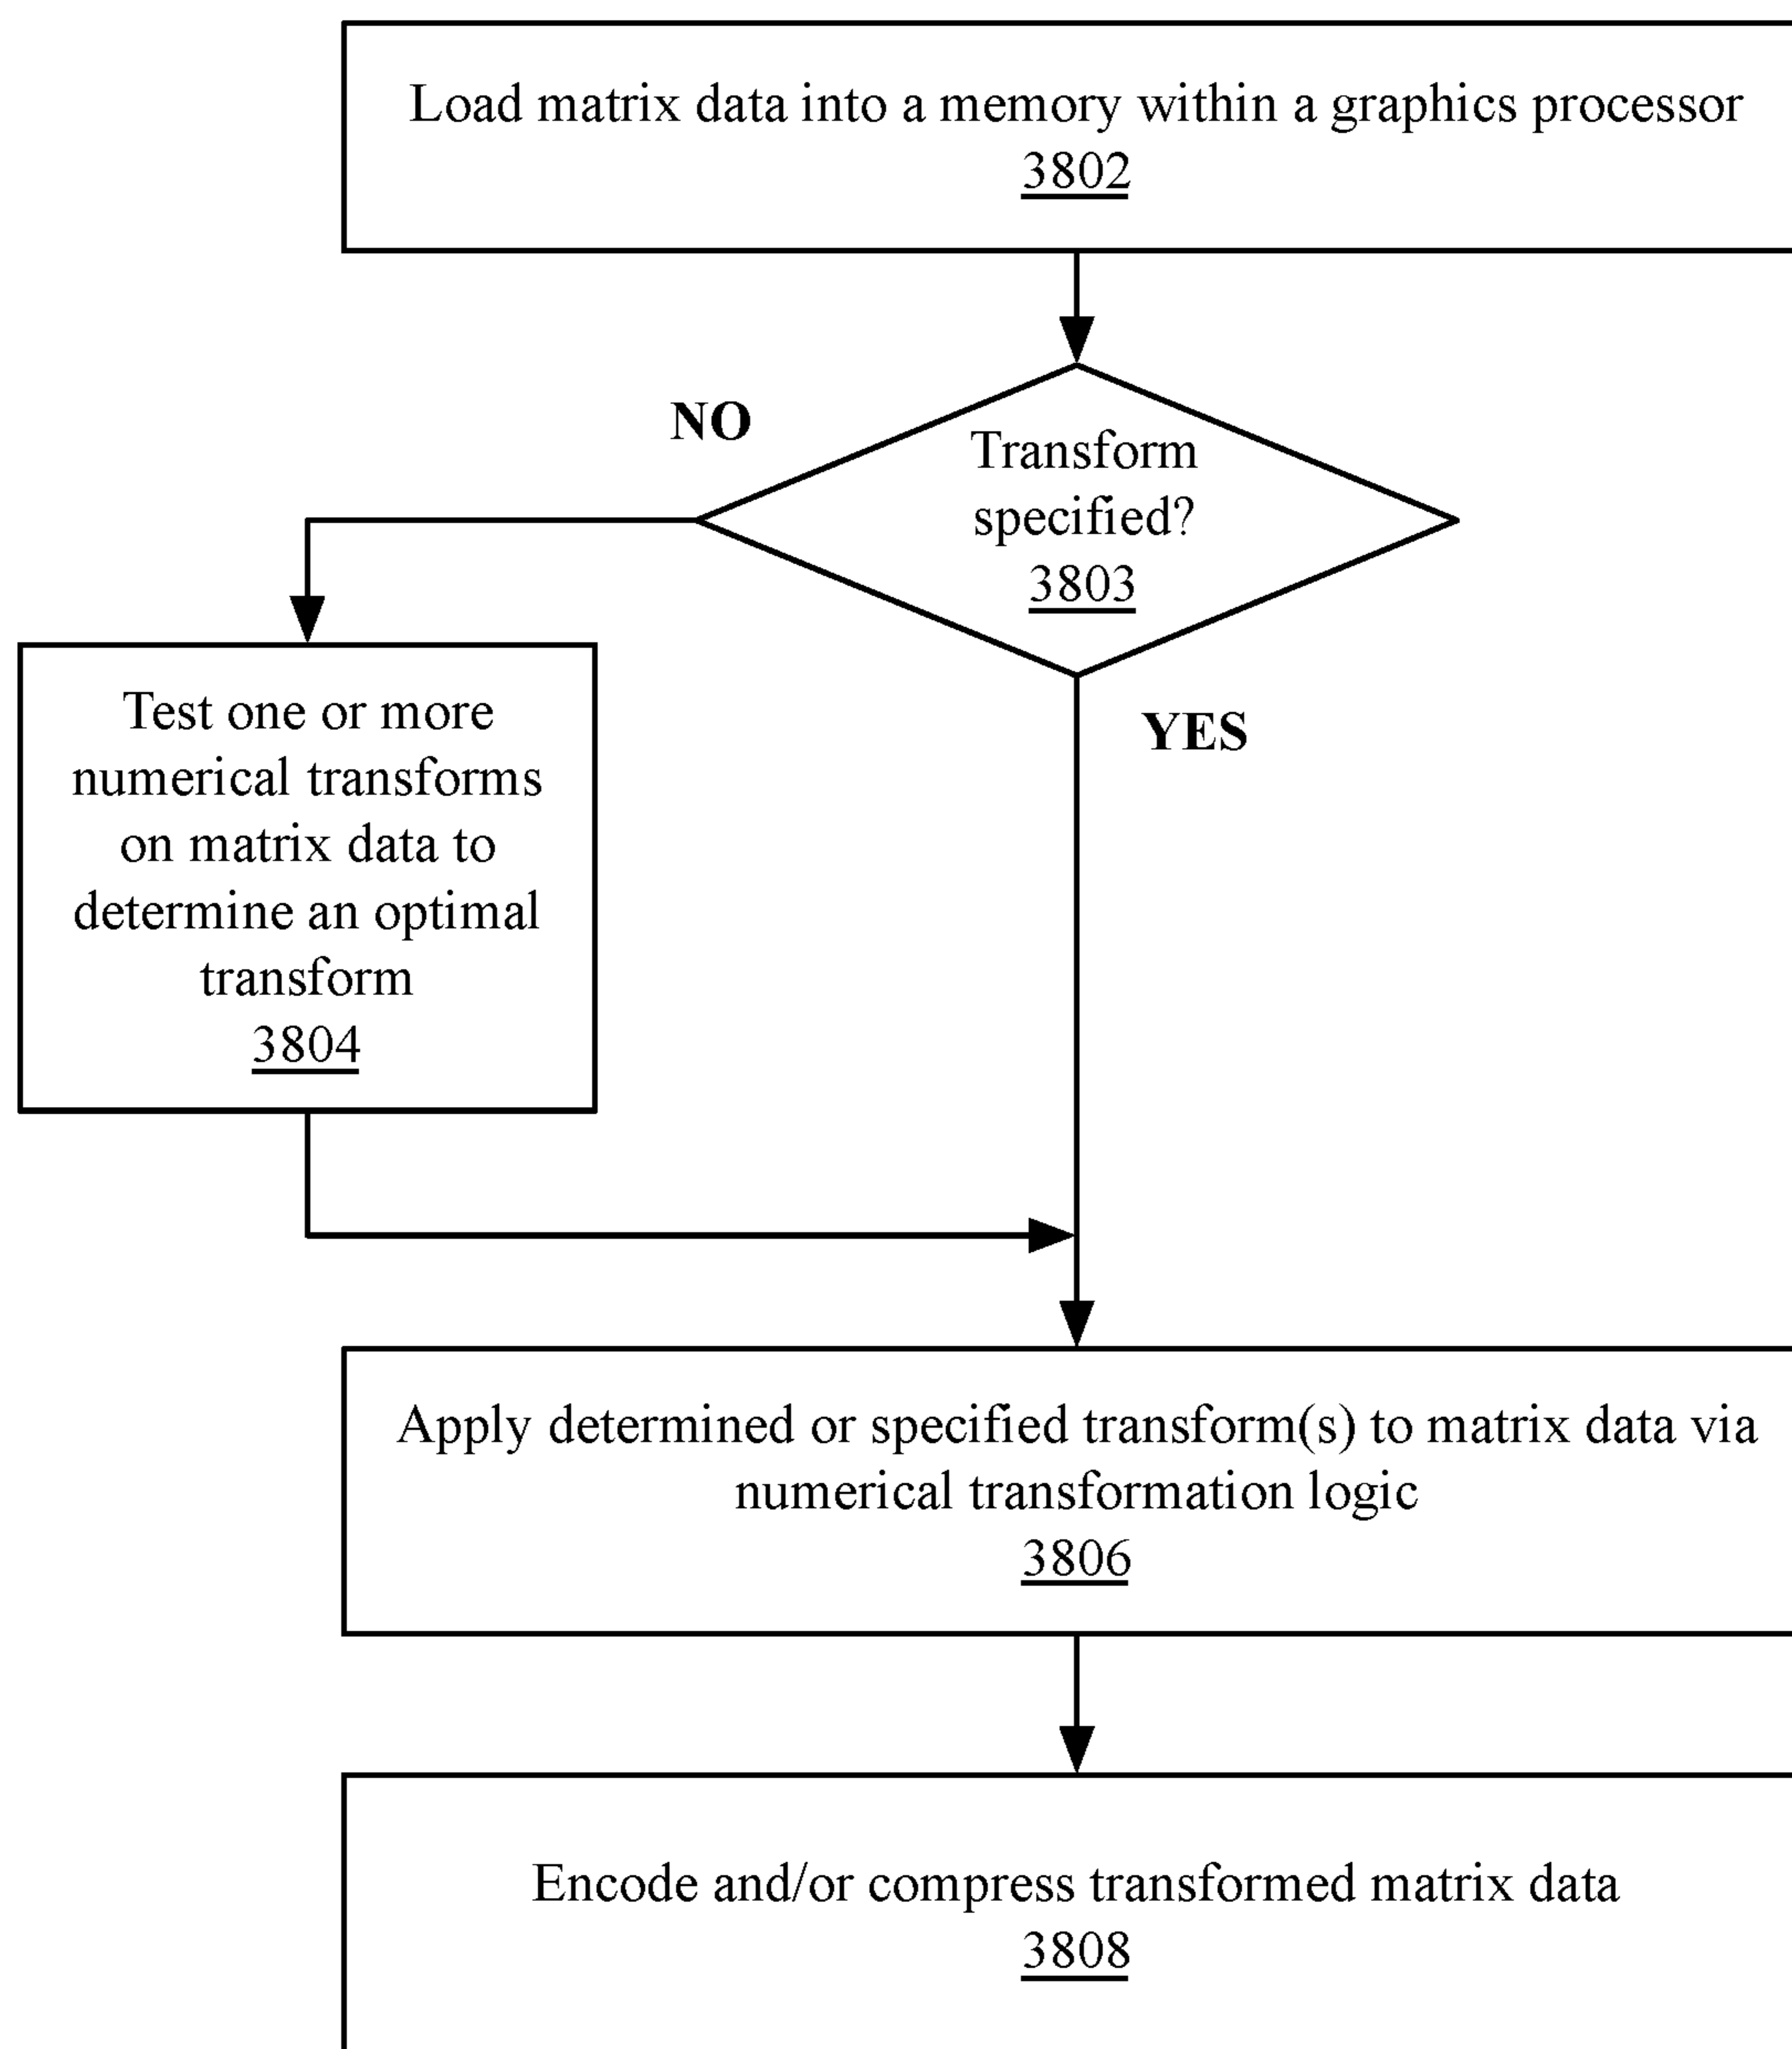 Load matrix data into a memory within a graphics processor
3802
NO
Transform
specified?
3803
YES
Test one or more
numerical transforms
on matrix data to
determine an optimal
transform
3804
Apply determined or specified transform(s) to matrix data via
numerical transformation logic
3806
Encode and/or compress transformed matrix data
3808